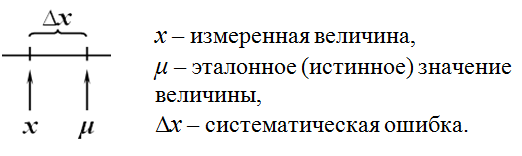 Δx
x μ
x – измеренная величина,
μ – эталонное (истинное) значение
величины,
Δx – систематическая ошибка.